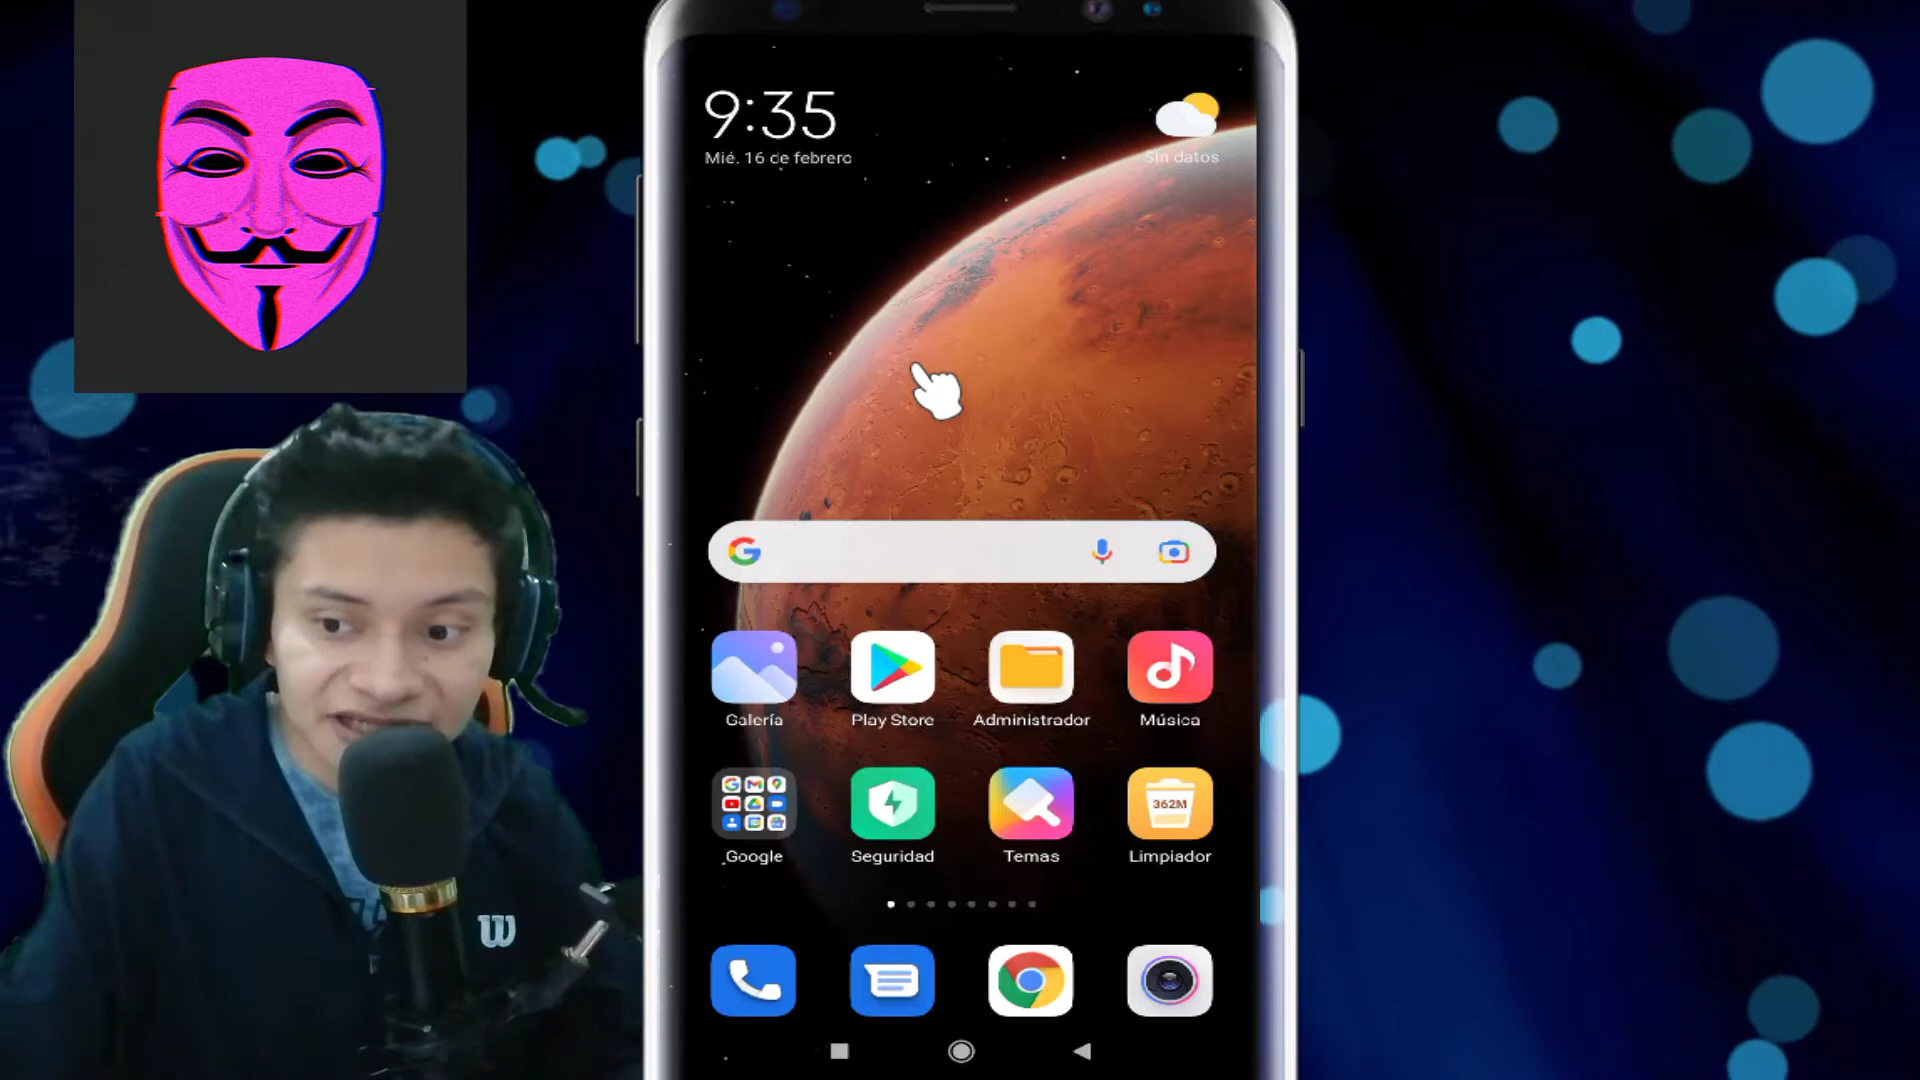 9:35
Mié. 16 de febrero
Sin datos
Galería
Play Store
Administrador
Música
362M
Google
Seguridad
Temas
Limpiador
W